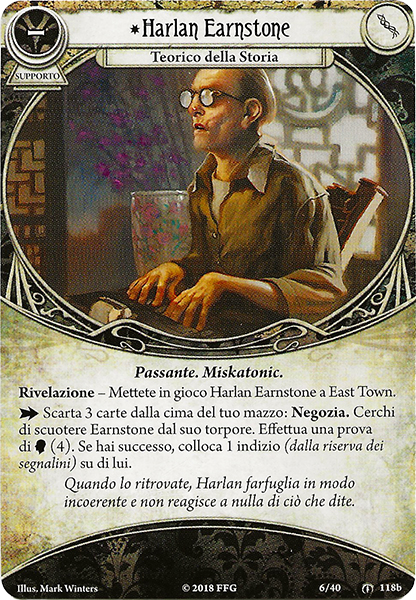 *Harlan Earnstone
SUPPORTO
Teorico della Storia
Passante. Miskatonic.
Rivelazione – Mettete in gioco Harlan Earnstone a East Town.
Scarta 3 carte dalla cima del tuo mazzo: Negozia. Cerchi
di scuotere Earnstone dal suo torpore. Effettua una prova
di (4). Se hai successo, colloca 1 indizio (dalla riserva dei
segnalini) su di lui.
Quando lo ritrovate, Harlan farfuglia in modo
incoerente e non reagisce a nulla di ciò che dite.
Illus. Mark Winters © 2018 FFG 6/40 118b